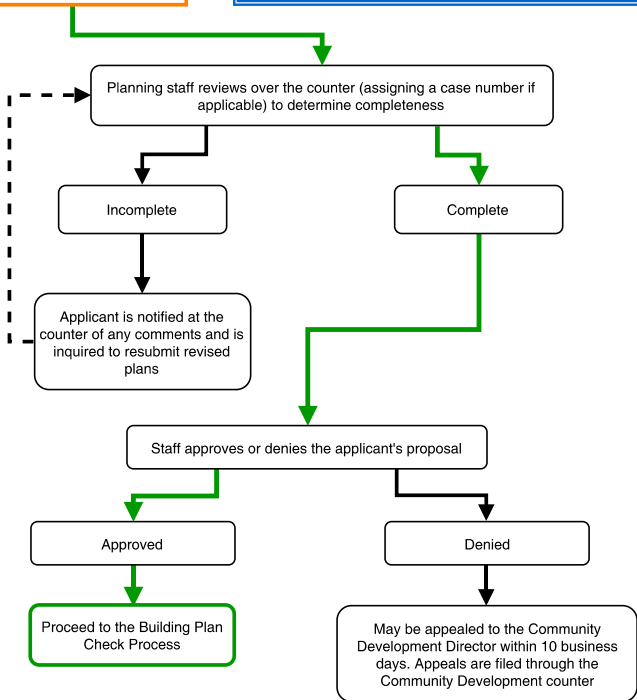 Planning staff reviews over the counter (assigning a case number if
applicable) to determine completeness
Incomplete
Complete
Applicant is notified at the
counter of any comments and is
inquired to resubmit revised
plans
Staff approves or denies the applicant's proposal
Approved
Denied
Proceed to the Building Plan
Check Process
May be appealed to the Community
Development Director within 10 business
days. Appeals are filed through the
Community Development counter